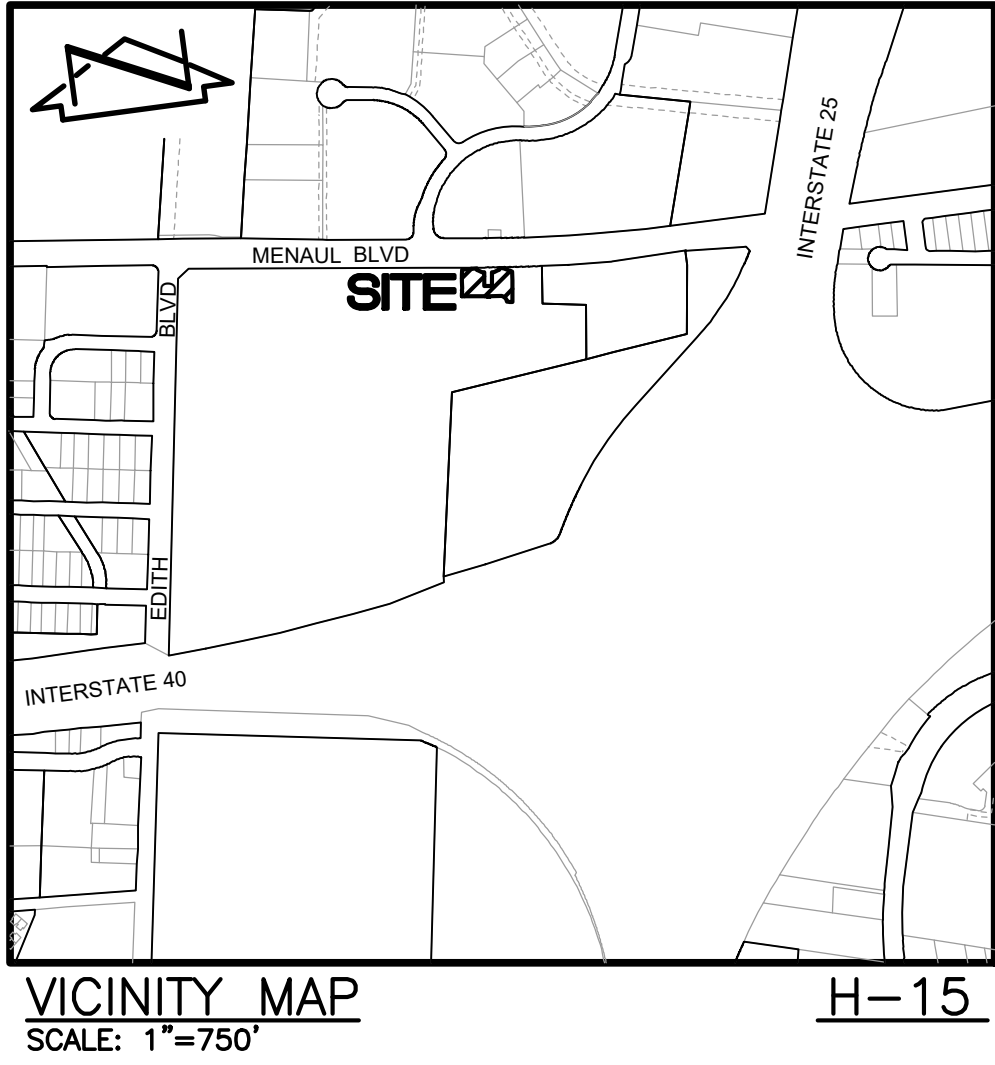 INTERSTATE 25
MENAUL BLVD
SITE
BLVD
EDITH
INTERSTATE 40
VICINITY MAP
H-15
SCALE: 1"=750'